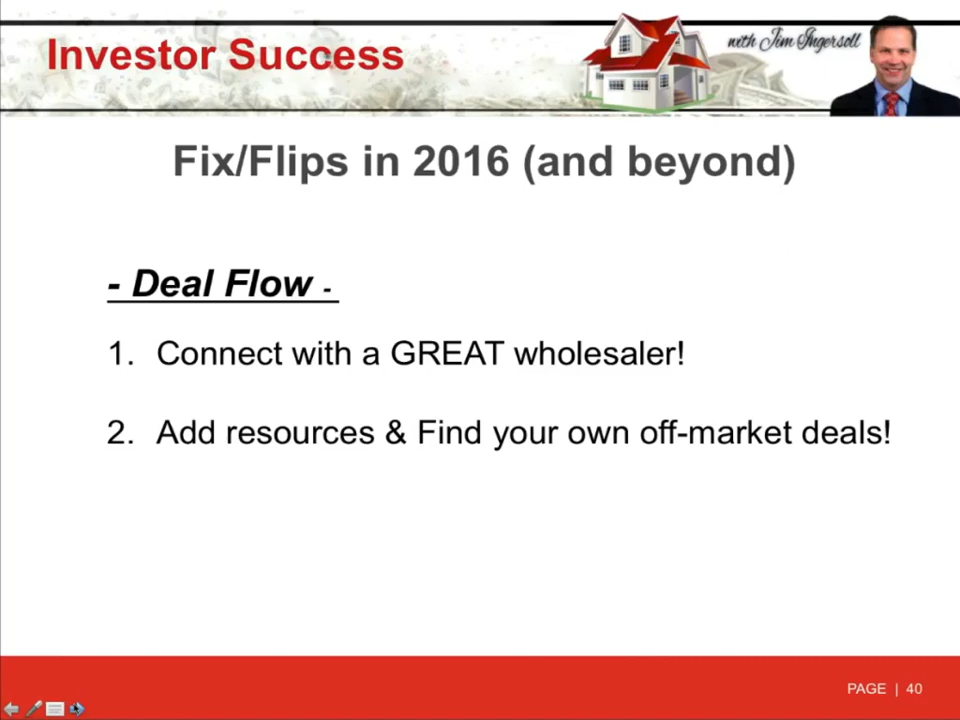 Investor Success
with Jim Ingersoll
Fix/Flips in 2016 (and beyond)
- Deal Flow -
1. Connect with a GREAT wholesaler!
2. Add resources & Find your own off-market deals!
PAGE | 40